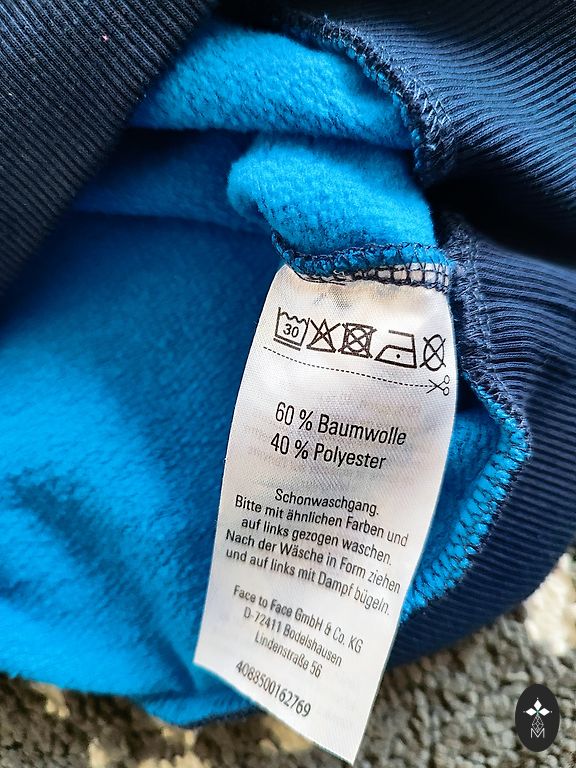 30
60 % Baumwolle
40 % Polyester
Schonwaschgang.
Bitte mit ähnlichen Farben und
auf links gezogen waschen.
Nach der Wäsche in Form ziehen
und auf links mit Dampf bügeln.
Face to Face GmbH & Co. KG
D-72411 Bodelshausen
Lindenstraße 56
4088500162769
M